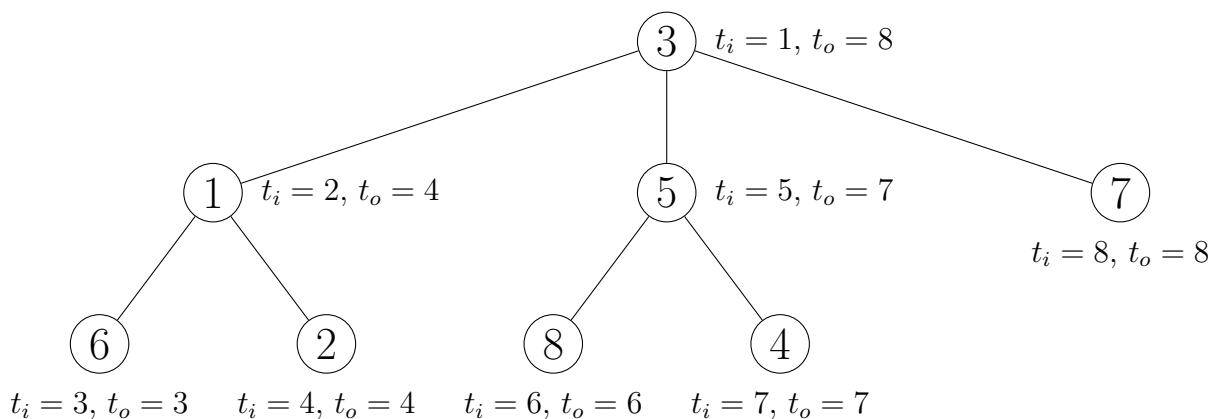 3 t_i = 1, t_o = 8
1 t_i = 2, t_o = 4
5 t_i = 5, t_o = 7
7
t_i = 8, t_o = 8
6
2
8
4
t_i = 3, t_o = 3
t_i = 4, t_o = 4
t_i = 6, t_o = 6
t_i = 7, t_o = 7